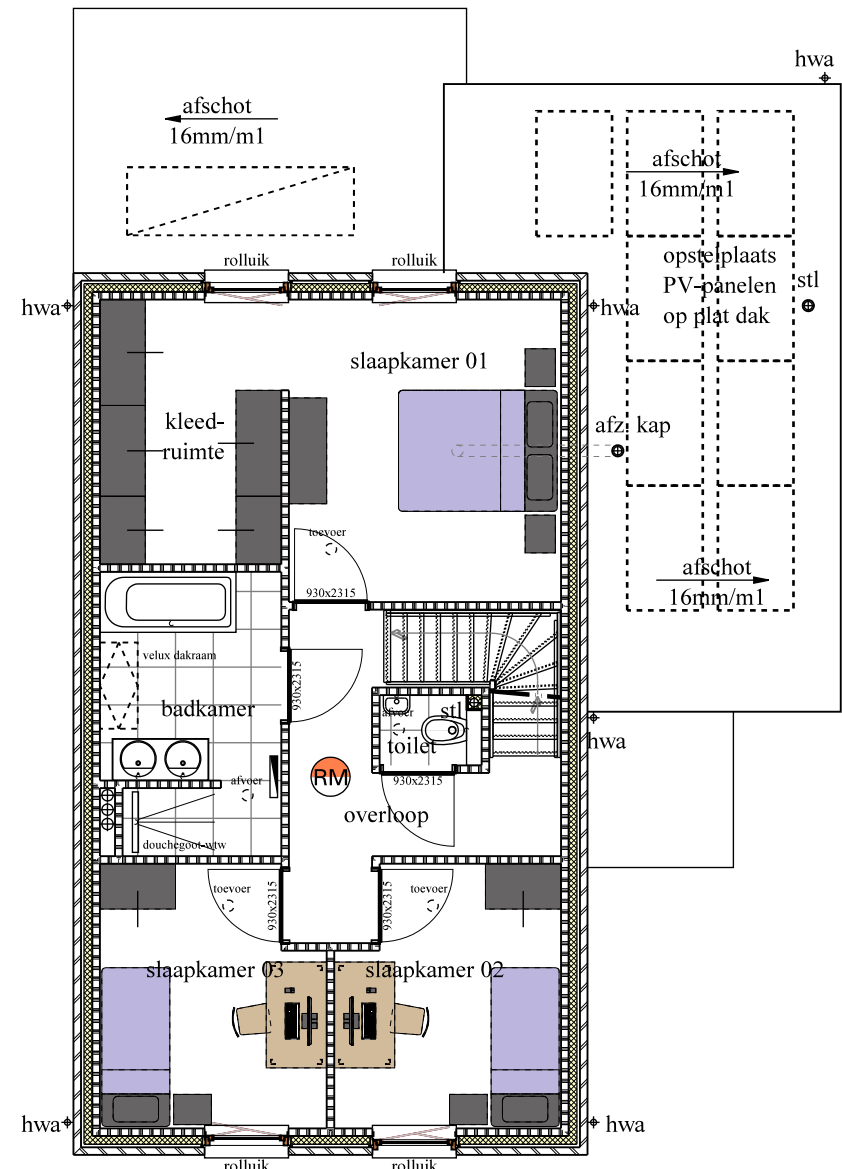 hwa
afschot
16mm/m1
afschot
16mm/m1
rolluik
rolluik
opstelplaats
PV-panelen
op plat dak
stl
hwa
hwa
slaapkamer 01
kleed-
ruimte
afz. kap
toevoer
afschot
16mm/m1
930x2315
velux dakraam
930x2315
badkamer
afvoer
stl
toilet
hwa
RM
930x2315
afvoer
overloop
douchegoot-wtw
toevoer
930x2315
930x2315
toevoer
slaapkamer 03
slaapkamer 02
hwa
hwa
rolluik
rolluik